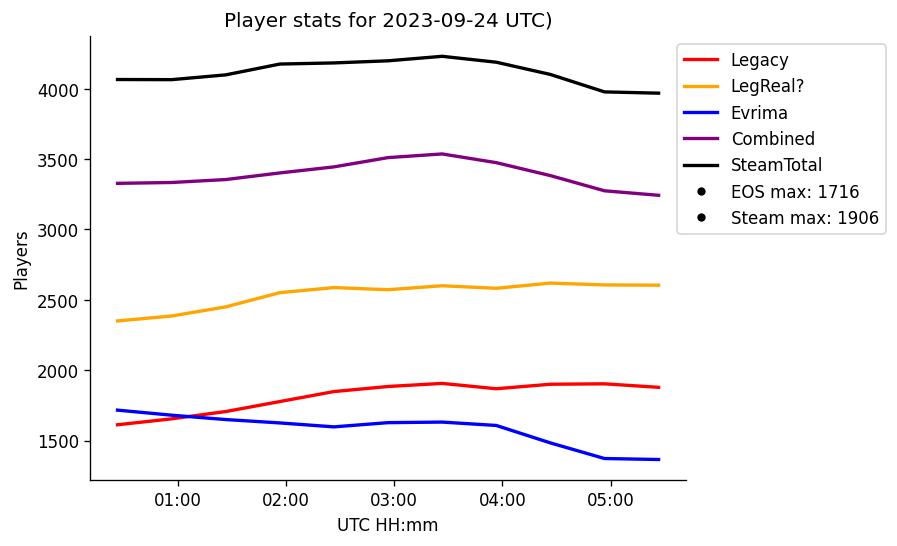 Player stats for 2023-09-24 UTC)
Legacy
LegReal?
Evrima
Combined
SteamTotal
EOS max: 1716
Steam max: 1906
Players
4000
3500
3000
2500
2000
1500
01:00
02:00
03:00
04:00
05:00
UTC HH:mm